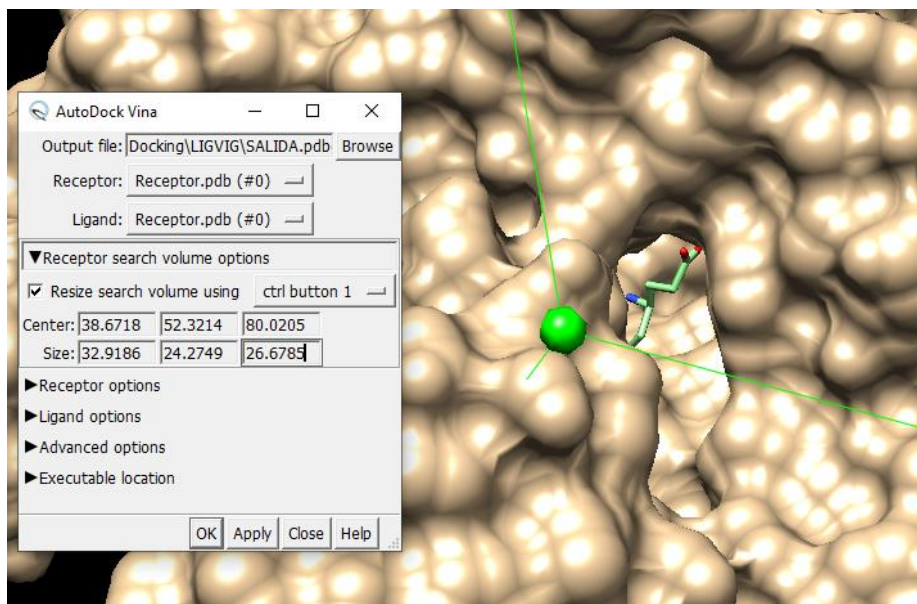 AutoDock Vina
Output file: Docking\LIGVIG\SALIDA.pdb Browse
Receptor: Receptor.pdb (#0)
Ligand: Receptor.pdb (#0)
▼Receptor search volume options
Resize search volume using ctrl button 1
Center: 38.6718 52.3214 80.0205
Size: 32.9186 24.2749 26.6785
▶Receptor options
▶Ligand options
▶Advanced options
▶Executable location
OK Apply Close Help